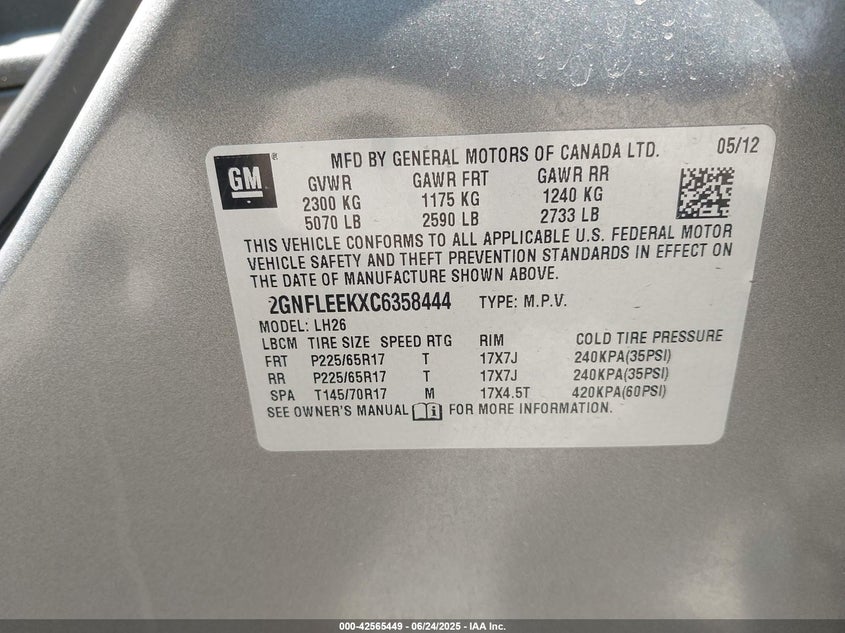 GM ® MFD BY GENERAL MOTORS OF CANADA LTD. 05/12
GVWR GAWR FRT GAWR RR
2300 KG 1175 KG 1240 KG
5070 LB 2590 LB 2733 LB
THIS VEHICLE CONFORMS TO ALL APPLICABLE U.S. FEDERAL MOTOR
VEHICLE SAFETY AND THEFT PREVENTION STANDARDS IN EFFECT ON
THE DATE OF MANUFACTURE SHOWN ABOVE.
2GNFLEEKXC6358444 TYPE: M.P.V.
MODEL: LH26
LBCM TIRE SIZE SPEED RTG RIM COLD TIRE PRESSURE
FRT P225/65R17 T 17X7J 240KPA(35PSI)
RR P225/65R17 T 17X7J 240KPA(35PSI)
SPA T145/70R17 M 17X4.5T 420KPA(60PSI)
SEE OWNER'S MANUAL FOR MORE INFORMATION.
000-42565449 - 06/24/2025 - IAA Inc.